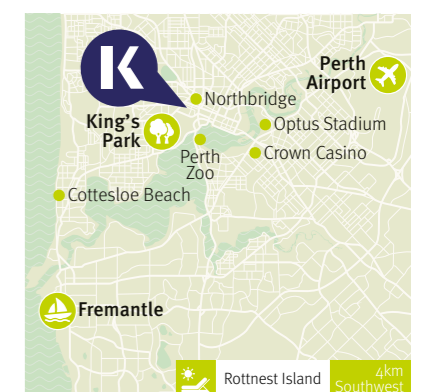 K
Perth
Airport
Northbridge
King's
Park
Optus Stadium
Perth
Zoo
Crown Casino
Cottesloe Beach
Fremantle
Rottnest Island
4km
Southwest